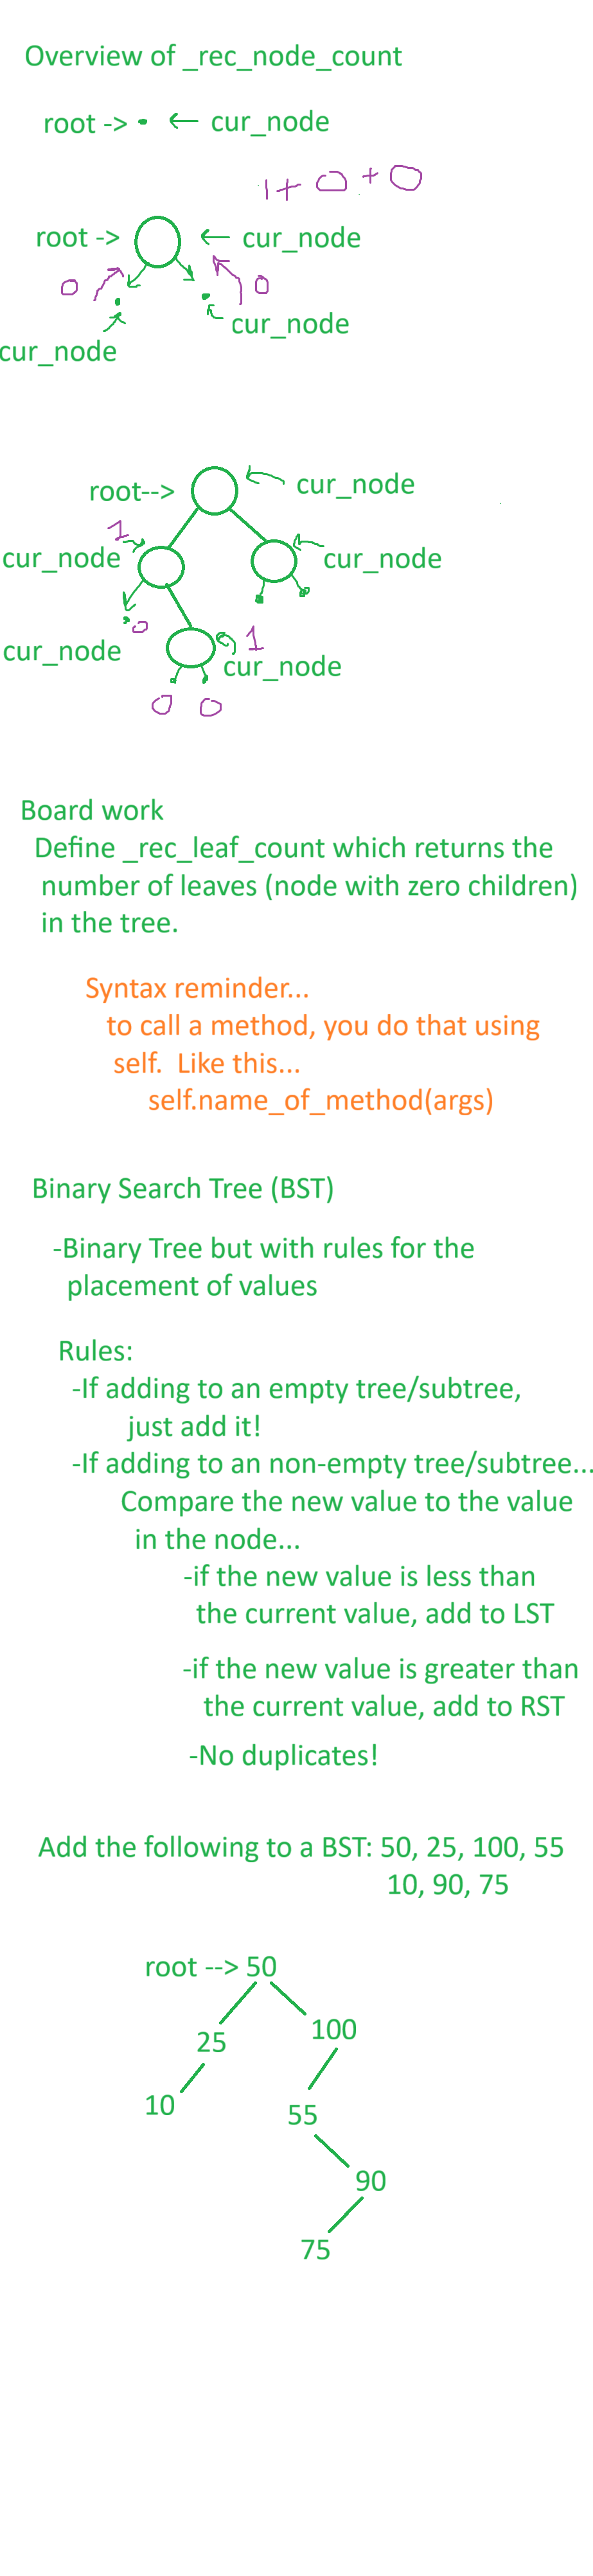 Overview of _rec_node_count
root -> · ← cur_node
1 + 0 + 0
root -> ← cur_node
0 0
cur_node
cur_node
root--> cur_node
1
cur_node cur_node
0
cur_node 1
cur_node
0 0
Board work
Define _rec_leaf_count which returns the
number of leaves (node with zero children)
in the tree.
Syntax reminder...
to call a method, you do that using
self. Like this...
self.name_of_method(args)
Binary Search Tree (BST)
-Binary Tree but with rules for the
placement of values
Rules:
-If adding to an empty tree/subtree,
just add it!
-If adding to an non-empty tree/subtree...
Compare the new value to the value
in the node...
-if the new value is less than
the current value, add to LST
-if the new value is greater than
the current value, add to RST
-No duplicates!
Add the following to a BST: 50, 25, 100, 55
10, 90, 75
root --> 50
25 100
10 55
90
75